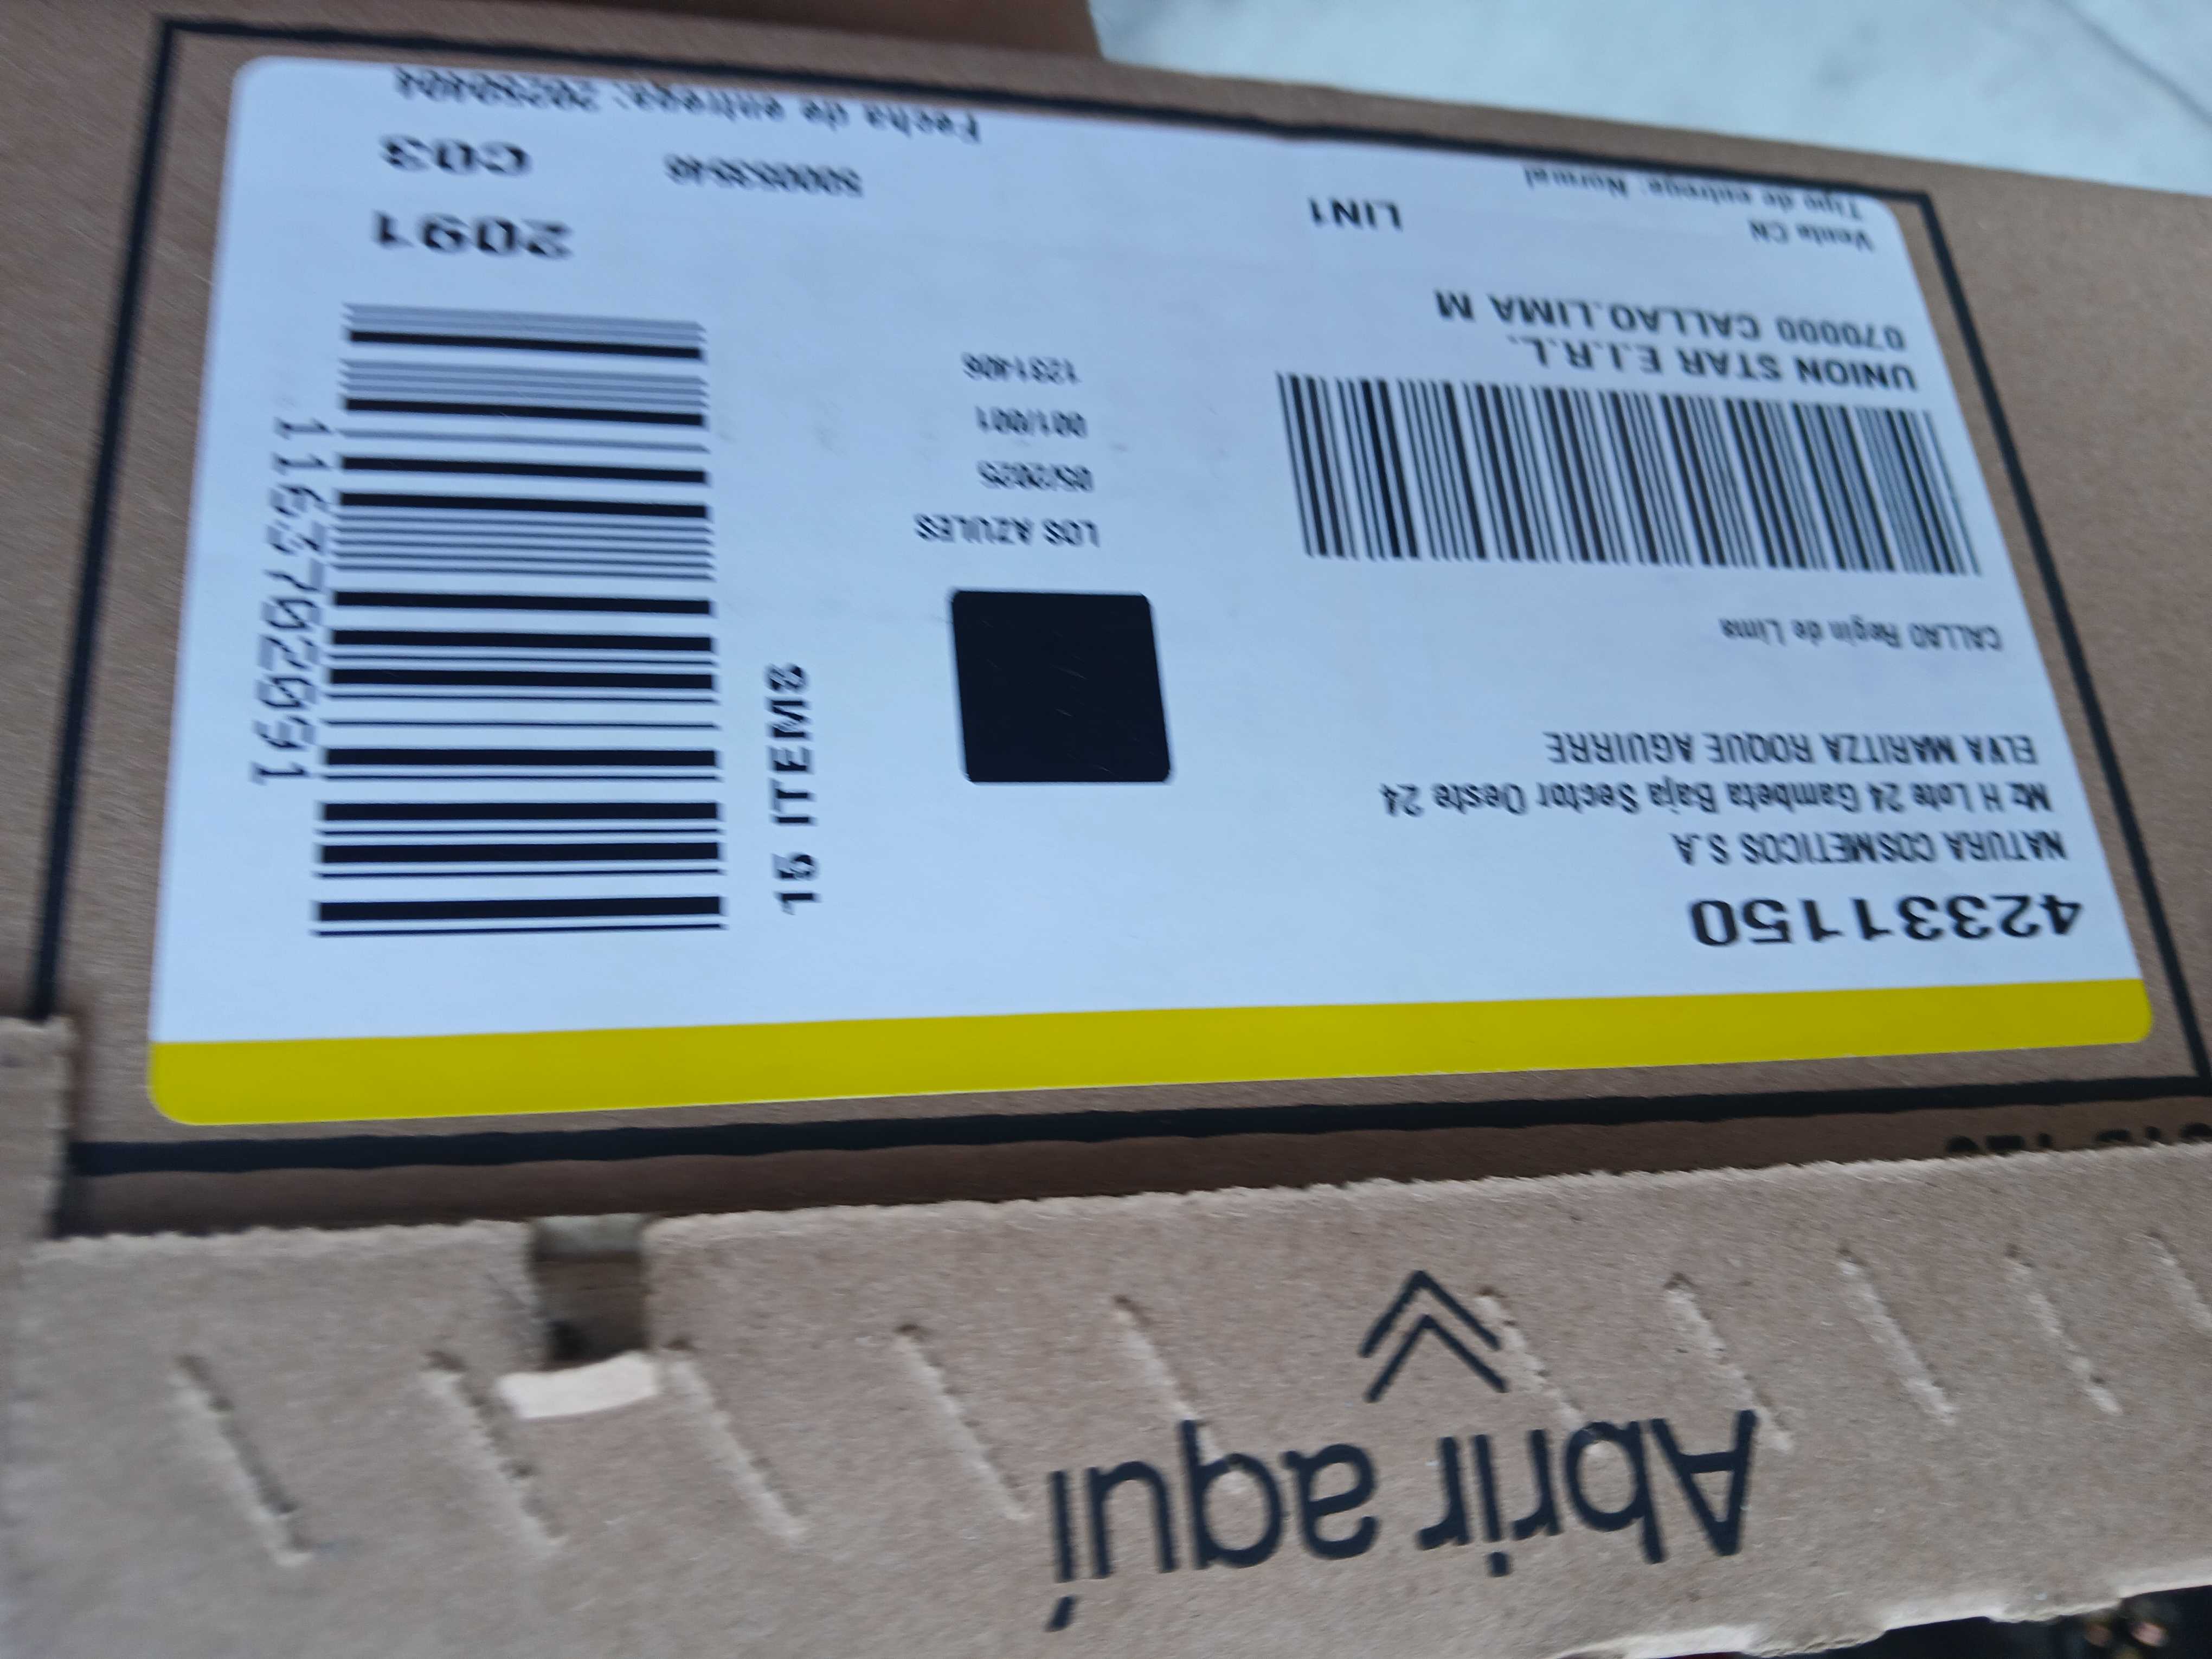 42331150
NATURA COSMETICOS S.A
Mz H Lote 24 Gambeta Baja Sector Oeste 24
ELVA MARITZA ROQUE AGUIRRE
CALLAO Regin de Lima
UNION STAR E.I.R.L.
070000 CALLAO.LIMA M
Venta CN
Tipo de entrega: Normal
LIN1
LOS AZULES
05/2025
001/001
1231406
15 ITEMS
1163702091
2091
C03
Fecha de entrega:
Abrir aquí